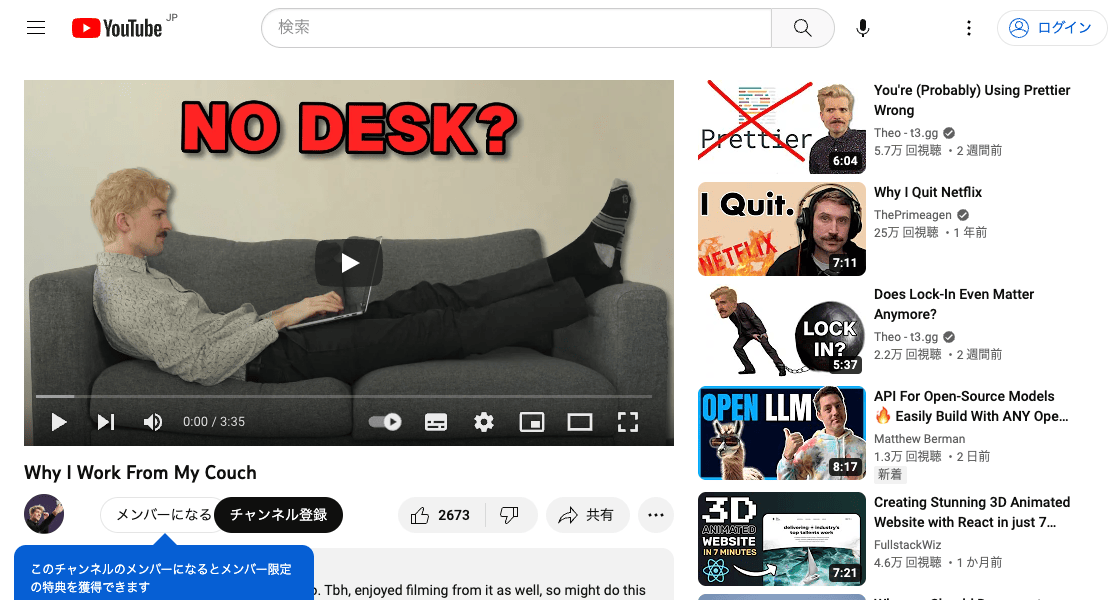 YouTube JP
検索
ログイン
NO DESK?
0:00 / 3:35
Why I Work From My Couch
メンバーになる
チャンネル登録
2673
共有
このチャンネルのメンバーになるとメンバー限定
の特典を獲得できます
o. Tbh, enjoyed filming from it as well, so might do this
Prettier
6:04
You're (Probably) Using Prettier
Wrong
Theo - t3.gg
5.7万 回視聴 ・2 週間前
I Quit.
NETFLIX
7:11
Why I Quit Netflix
ThePrimeagen
25万 回視聴 ・1 年前
LOCK
IN?
5:37
Does Lock-In Even Matter
Anymore?
Theo - t3.gg
2.2万 回視聴 ・2 週間前
OPEN LLM
8:17
API For Open-Source Models
🔥 Easily Build With ANY Ope…
Matthew Berman
1.3万 回視聴 ・2 日前
新着
3D
ANIMATED
WEBSITE
IN 7 MINUTES
delivering + industry's
top talents work
7:21
Creating Stunning 3D Animated
Website with React in just 7…
FullstackWiz
4.6万 回視聴 ・1 か月前